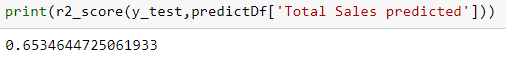 print(r2_score(y_test,predictDf['Total Sales predicted']))
0.6534644725061933